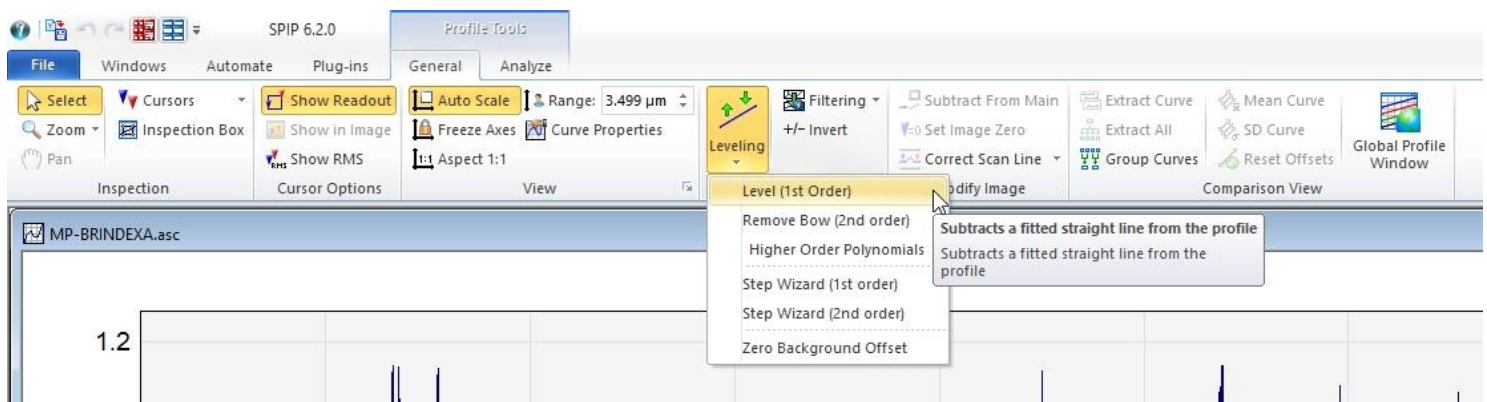 SPIP 6.2.0 Profile Tools
File Windows Automate Plug-ins General Analyze
Select Cursors Show Readout Auto Scale Range: 3.499 µm Filtering Subtract From Main Extract Curve Mean Curve
Zoom Inspection Box Show in Image Freeze Axes Curve Properties +/- Invert Set Image Zero Extract All SD Curve
Pan Show RMS 1:1 Aspect 1:1 Leveling Correct Scan Line Group Curves Reset Offsets Global Profile Window
Inspection Cursor Options View odify Image Comparison View
Level (1st Order)
Remove Bow (2nd order)
Higher Order Polynomials
Step Wizard (1st order)
Step Wizard (2nd order)
Zero Background Offset
Subtracts a fitted straight line from the profile
Subtracts a fitted straight line from the
profile
MP-BRINDEXA.asc
1.2